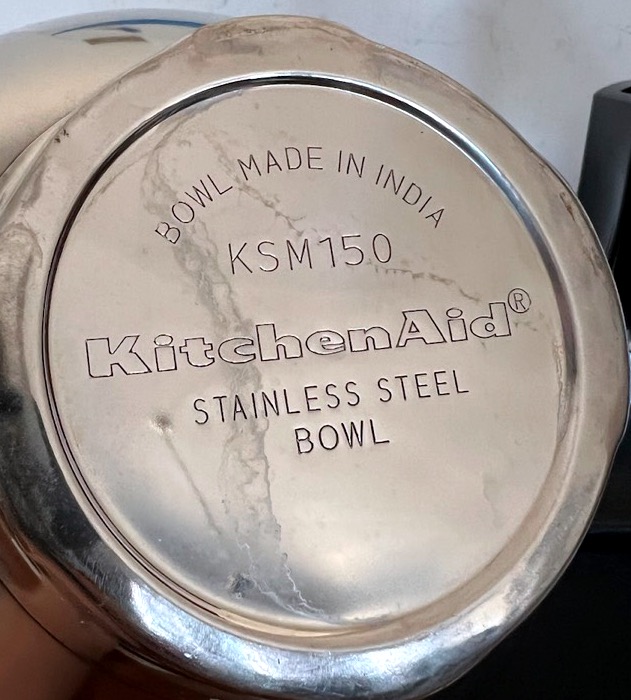 BOWL MADE IN INDIA
KSM150
KitchenAid®
STAINLESS STEEL
BOWL